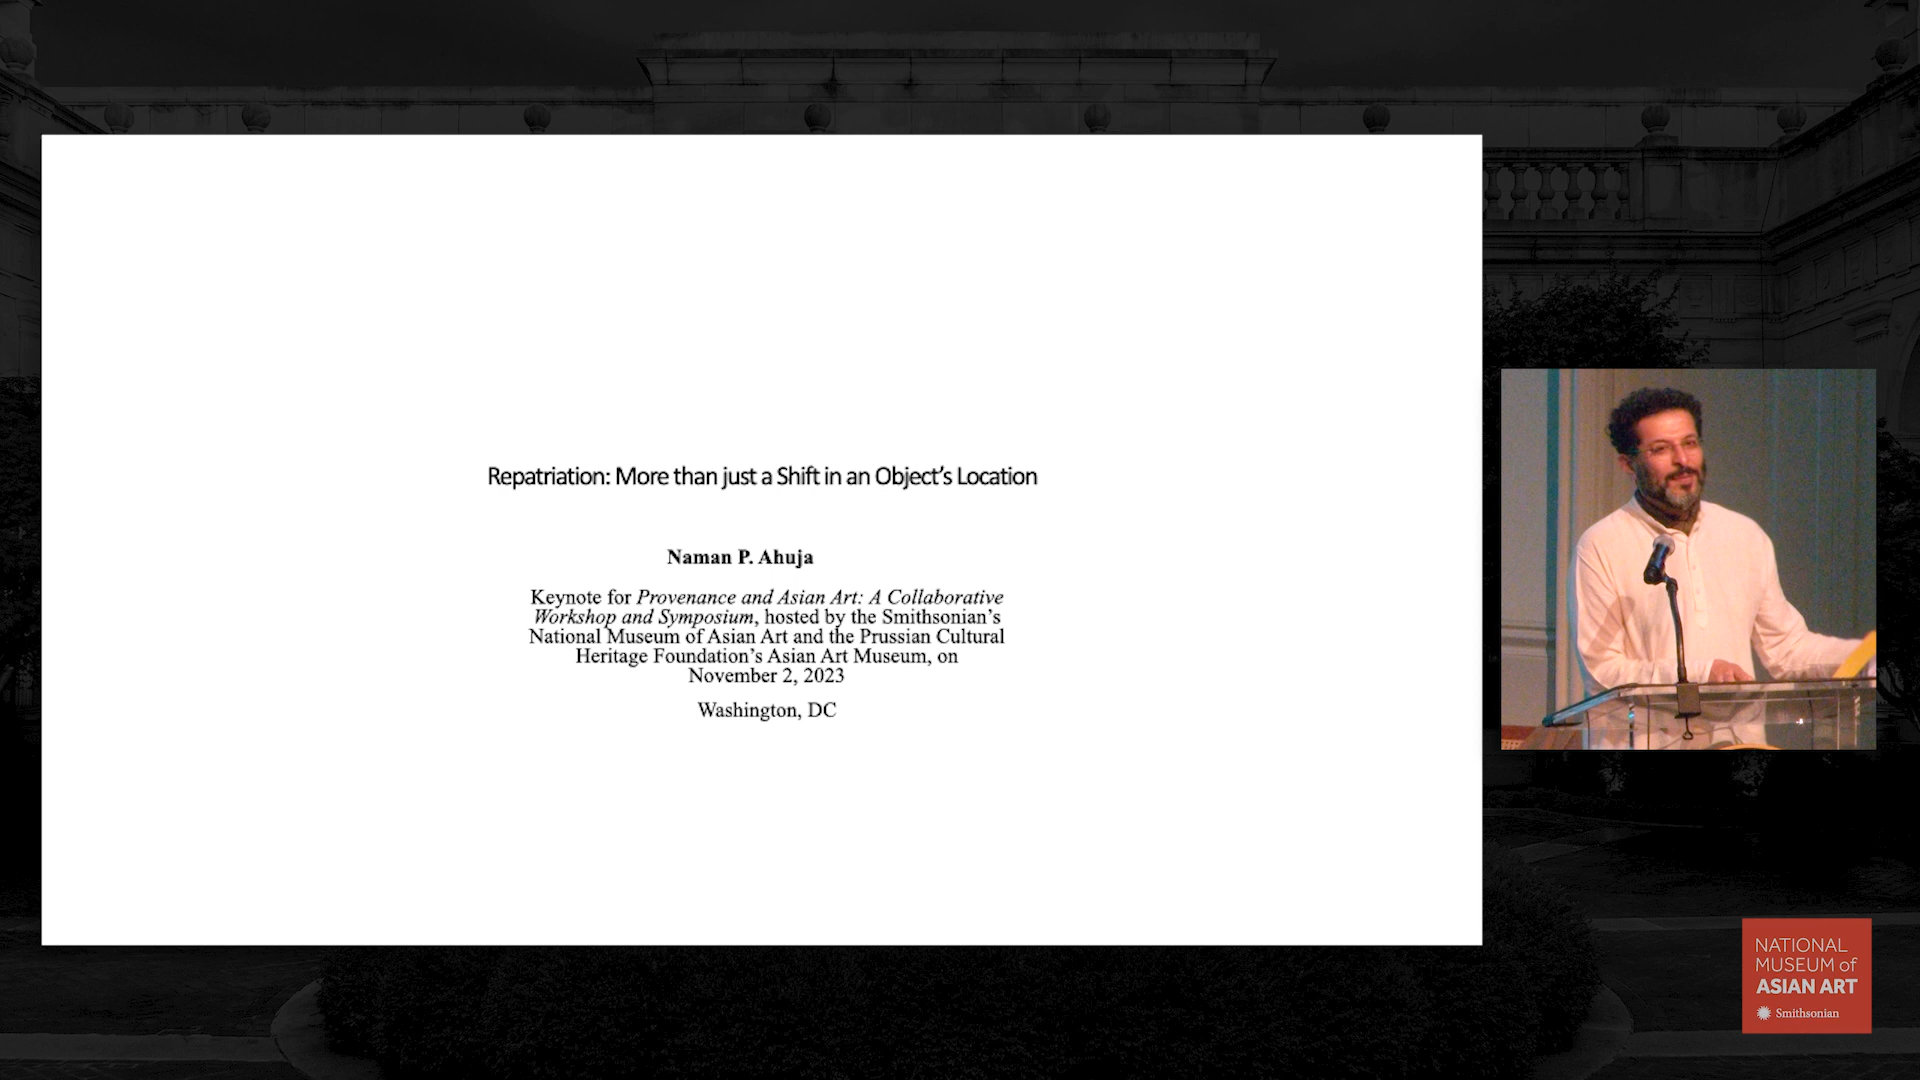 Repatriation: More than just a Shift in an Object’s Location
Naman P. Ahuja
Keynote for Provenance and Asian Art: A Collaborative
Workshop and Symposium, hosted by the Smithsonian’s
National Museum of Asian Art and the Prussian Cultural
Heritage Foundation’s Asian Art Museum, on
November 2, 2023
Washington, DC
NATIONAL
MUSEUM of
ASIAN ART
Smithsonian